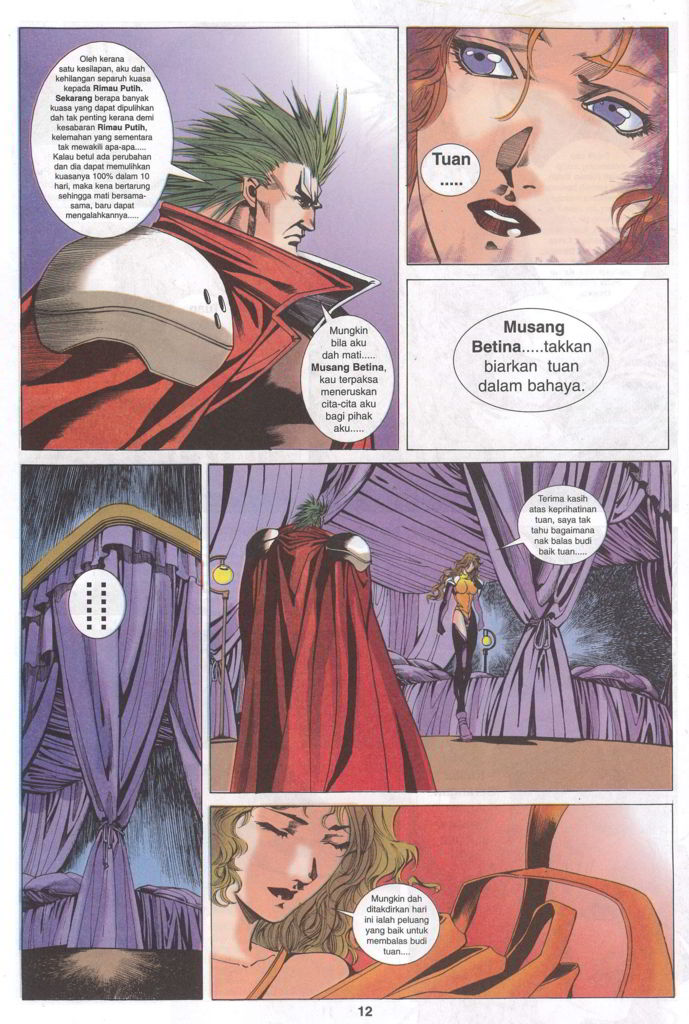 Oleh kerana
satu kesilapan, aku dah
kehilangan separuh kuasa
kepada Rimau Putih.
Sekarang berapa banyak
kuasa yang dapat dipulihkan
dah tak penting kerana demi
kesabaran Rimau Putih,
kelemahan yang sementara
tak mewakili apa-apa.....
Kalau betul ada perubahan
dan dia dapat memulihkan
kuasanya 100% dalam 10
hari, maka kena bertarung
sehingga mati bersama-
sama, baru dapat
mengalahkannya.....
Mungkin
bila aku
dah mati.....
Musang Betina,
kau terpaksa
meneruskan
cita-cita aku
bagi pihak
aku.....
Tuan
.....
Musang
Betina.....takkan
biarkan tuan
dalam bahaya.
Terima kasih
atas keprihatinan
tuan, saya tak
tahu bagaimana
nak balas budi
baik tuan.....
Mungkin dah
ditakdirkan hari
ini ialah peluang
yang baik untuk
membalas budi
tuan....
12